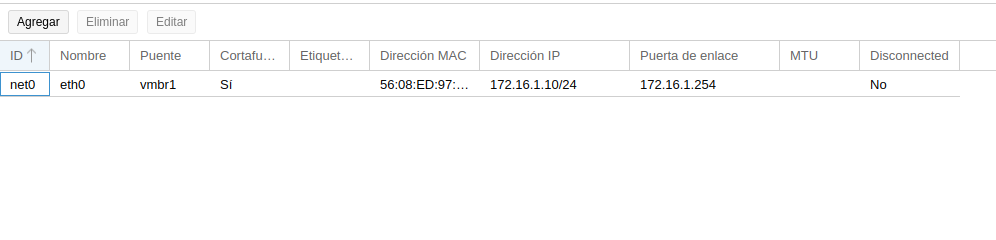 Agregar Eliminar Editar
ID Nombre Puente Cortafu... Etiquet... Dirección MAC Dirección IP Puerta de enlace MTU Disconnected
net0 eth0 vmbr1 Sí 56:08:ED:97:... 172.16.1.10/24 172.16.1.254 No